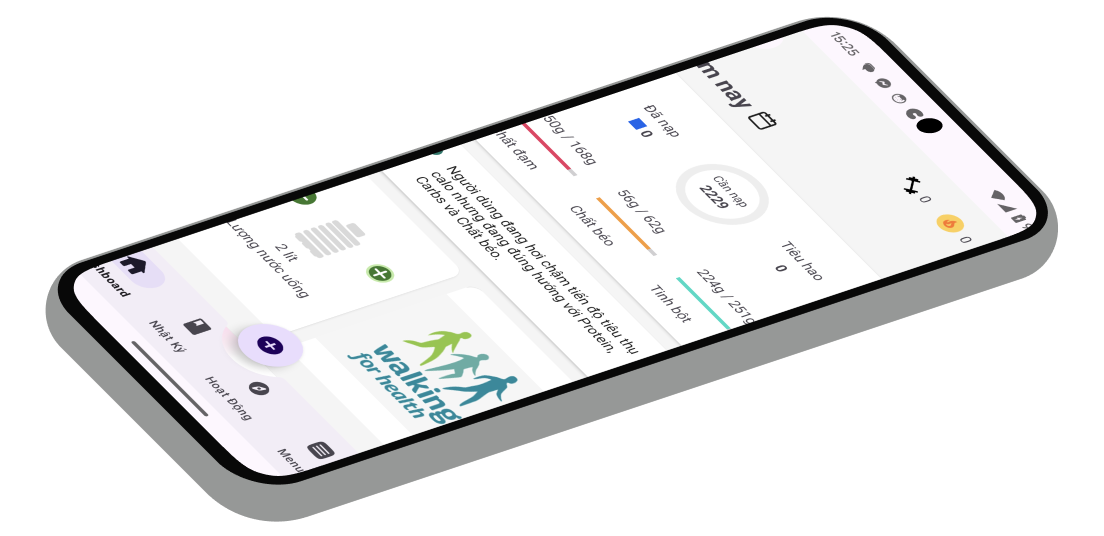 15:25
0
0
m nay
Đã nạp
0
Cần nạp
2229
Tiêu hao
0
50g / 168g
hất đạm
56g / 62g
Chất béo
224g / 251g
Tinh bột
Người dùng đang hơi chậm tiến độ tiêu thụ
calo nhưng đang đúng hướng với Protein,
Carbs và Chất béo.
2 lít
ượng nước uống
walking
for health
hboard
Nhật Ký
Hoạt Động
Menu